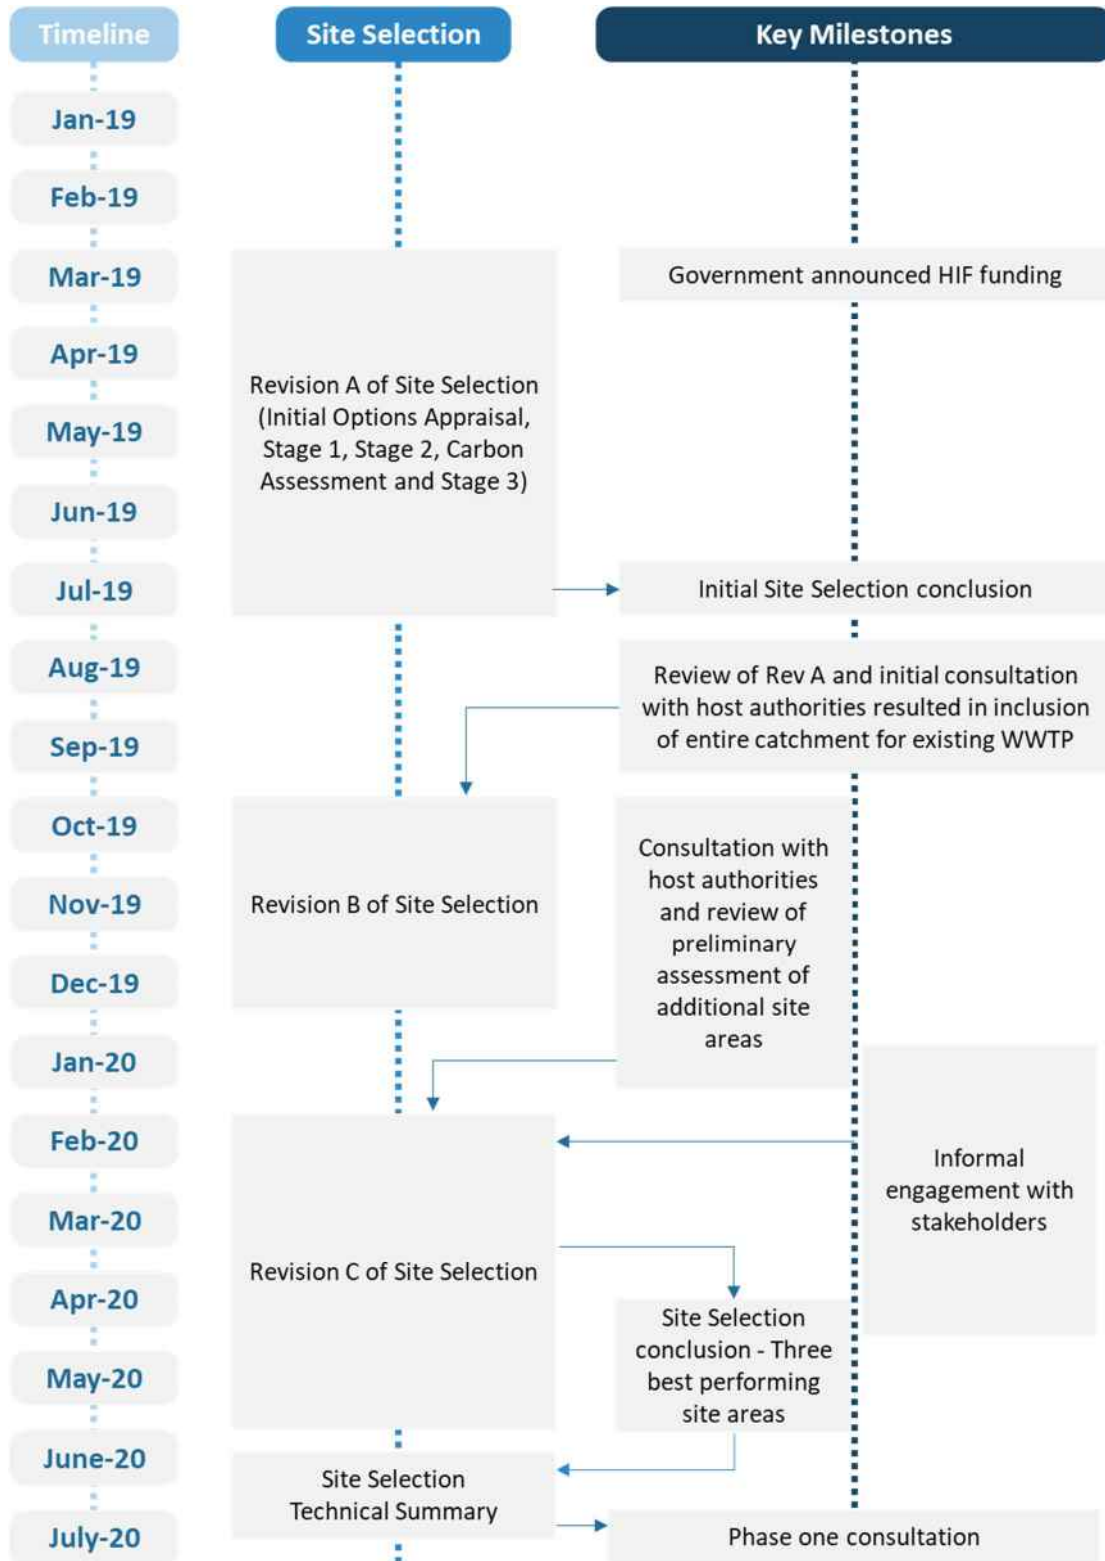 Timeline
Site Selection
Key Milestones
Jan-19
Feb-19
Mar-19
Apr-19
May-19
Jun-19
Jul-19
Aug-19
Sep-19
Oct-19
Nov-19
Dec-19
Jan-20
Feb-20
Mar-20
Apr-20
May-20
June-20
July-20
Revision A of Site Selection
(Initial Options Appraisal,
Stage 1, Stage 2, Carbon
Assessment and Stage 3)
Revision B of Site Selection
Revision C of Site Selection
Site Selection
Technical Summary
Government announced HIF funding
Initial Site Selection conclusion
Review of Rev A and initial consultation
with host authorities resulted in inclusion
of entire catchment for existing WWTP
Consultation with
host authorities
and review of
preliminary
assessment of
additional site
areas
Informal
engagement with
stakeholders
Site Selection
conclusion - Three
best performing
site areas
Phase one consultation